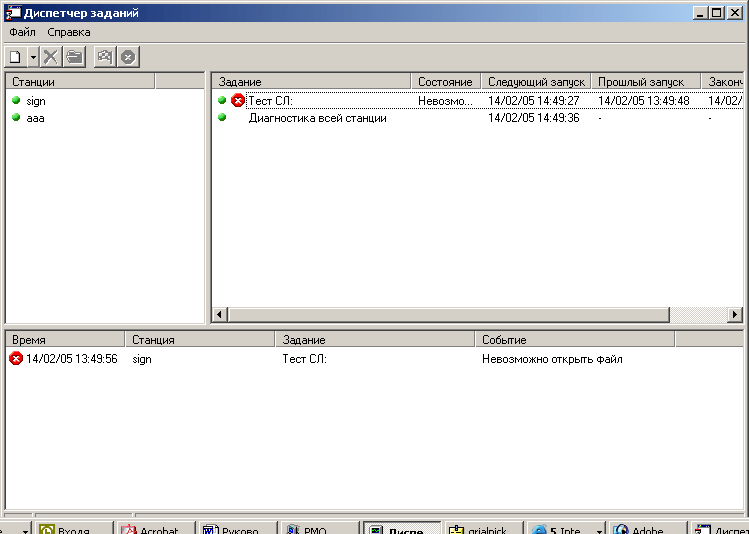 Диспетчер заданий
Файл Справка
Станции
sign
aaa
Задание Состояние Следующий запуск Прошлый запуск Законч
Тест СЛ: Невозмо... 14/02/05 14:49:27 14/02/05 13:49:48 14/02/
Диагностика всей станции 14/02/05 14:49:36 - -
Время Станция Задание Событие
14/02/05 13:49:56 sign Тест СЛ: Невозможно открыть файл
Входя... Acrobat... Руково... РМО Диспе... grialpick... 5 Inte... Adobe... Диспет